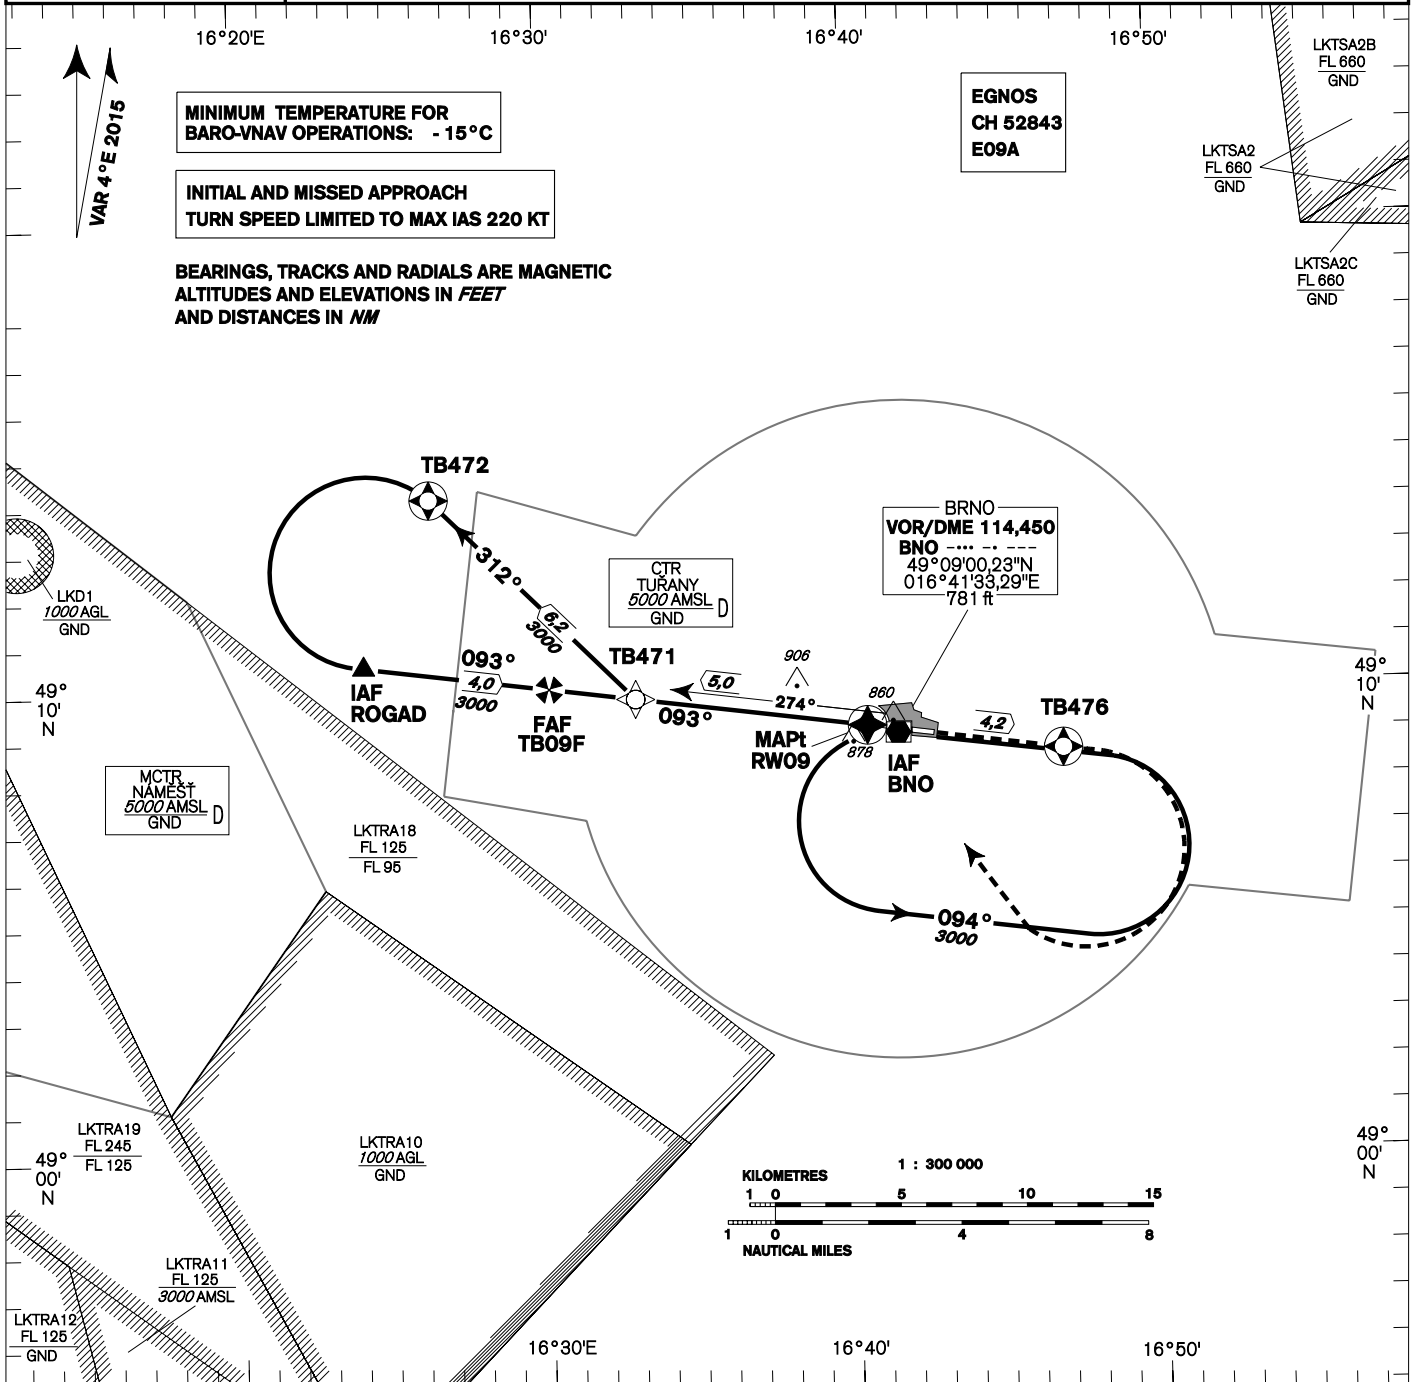 16°20'E
16°30'
16°40'
16°50'
VAR 4°E 2015
MINIMUM TEMPERATURE FOR
BARO-VNAV OPERATIONS: - 15°C
INITIAL AND MISSED APPROACH
TURN SPEED LIMITED TO MAX IAS 220 KT
BEARINGS, TRACKS AND RADIALS ARE MAGNETIC
ALTITUDES AND ELEVATIONS IN FEET
AND DISTANCES IN NM
EGNOS
CH 52843
E09A
LKTSA2B
FL 660
GND
LKTSA2
FL 660
GND
LKTSA2C
FL 660
GND
TB472
312°
6,2
3000
CTR
TUŘANY
5000 AMSL
GND
D
BRNO
VOR/DME 114,450
BNO -··· -· ---
49°09'00,23"N
016°41'33,29"E
781 ft
LKD1
1000 AGL
GND
093°
4,0
3000
IAF
ROGAD
FAF
TB09F
TB471
093°
5,0
274°
906
860
878
MAPt
RW09
IAF
BNO
4,2
TB476
094°
3000
49°
10'
N
49°
10'
N
MCTR
NÁMĚŠŤ
5000 AMSL
GND
D
LKTRA18
FL 125
FL 95
LKTRA19
FL 245
FL 125
LKTRA10
1000 AGL
GND
49°
00'
N
49°
00'
N
1 : 300 000
KILOMETRES
1 0 5 10 15
1 0 4 8
NAUTICAL MILES
LKTRA11
FL 125
3000 AMSL
LKTRA12
FL 125
GND
16°30'E
16°40'
16°50'